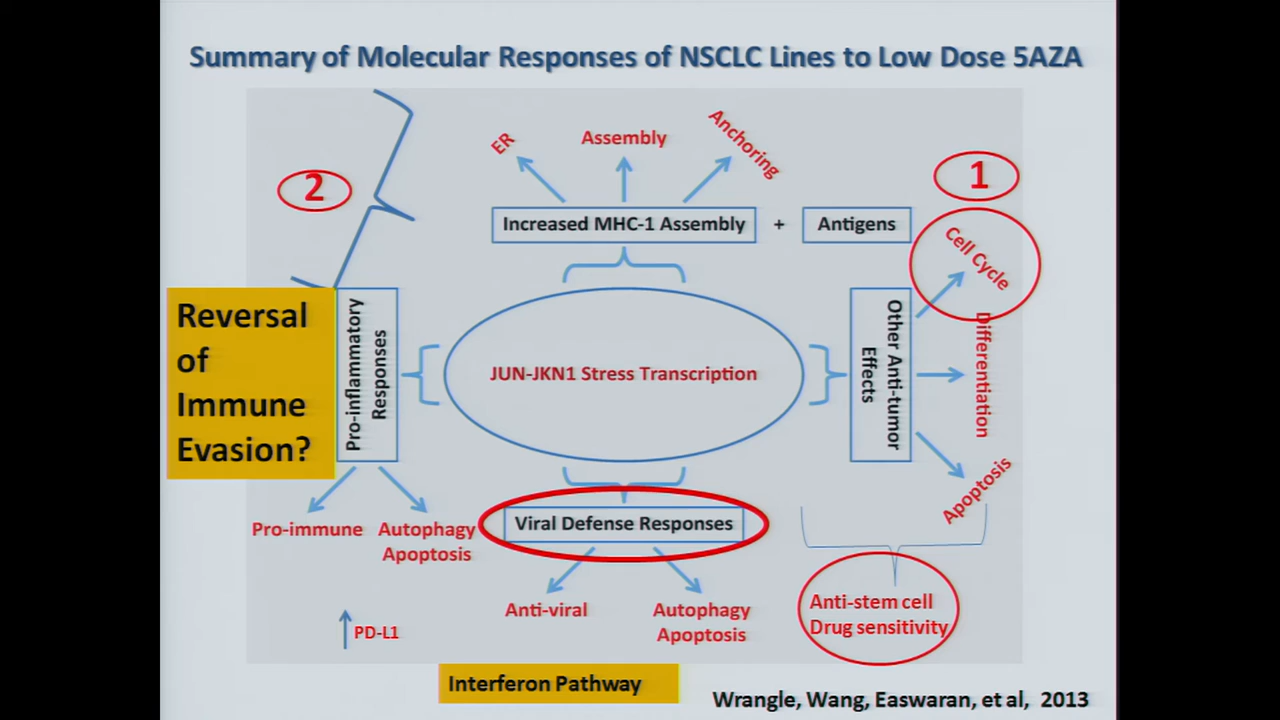 Summary of Molecular Responses of NSCLC Lines to Low Dose 5AZA
ER
Assembly
Anchoring
2
1
Increased MHC-1 Assembly
+
Antigens
Cell Cycle
Reversal
of
Immune
Evasion?
Pro-inflammatory
Responses
JUN-JKN1 Stress Transcription
Other Anti-tumor
Effects
Differentiation
Apoptosis
Pro-immune
Autophagy
Apoptosis
Viral Defense Responses
Anti-viral
Autophagy
Apoptosis
Anti-stem cell
Drug sensitivity
PD-L1
Interferon Pathway
Wrangle, Wang, Easwaran, et al, 2013